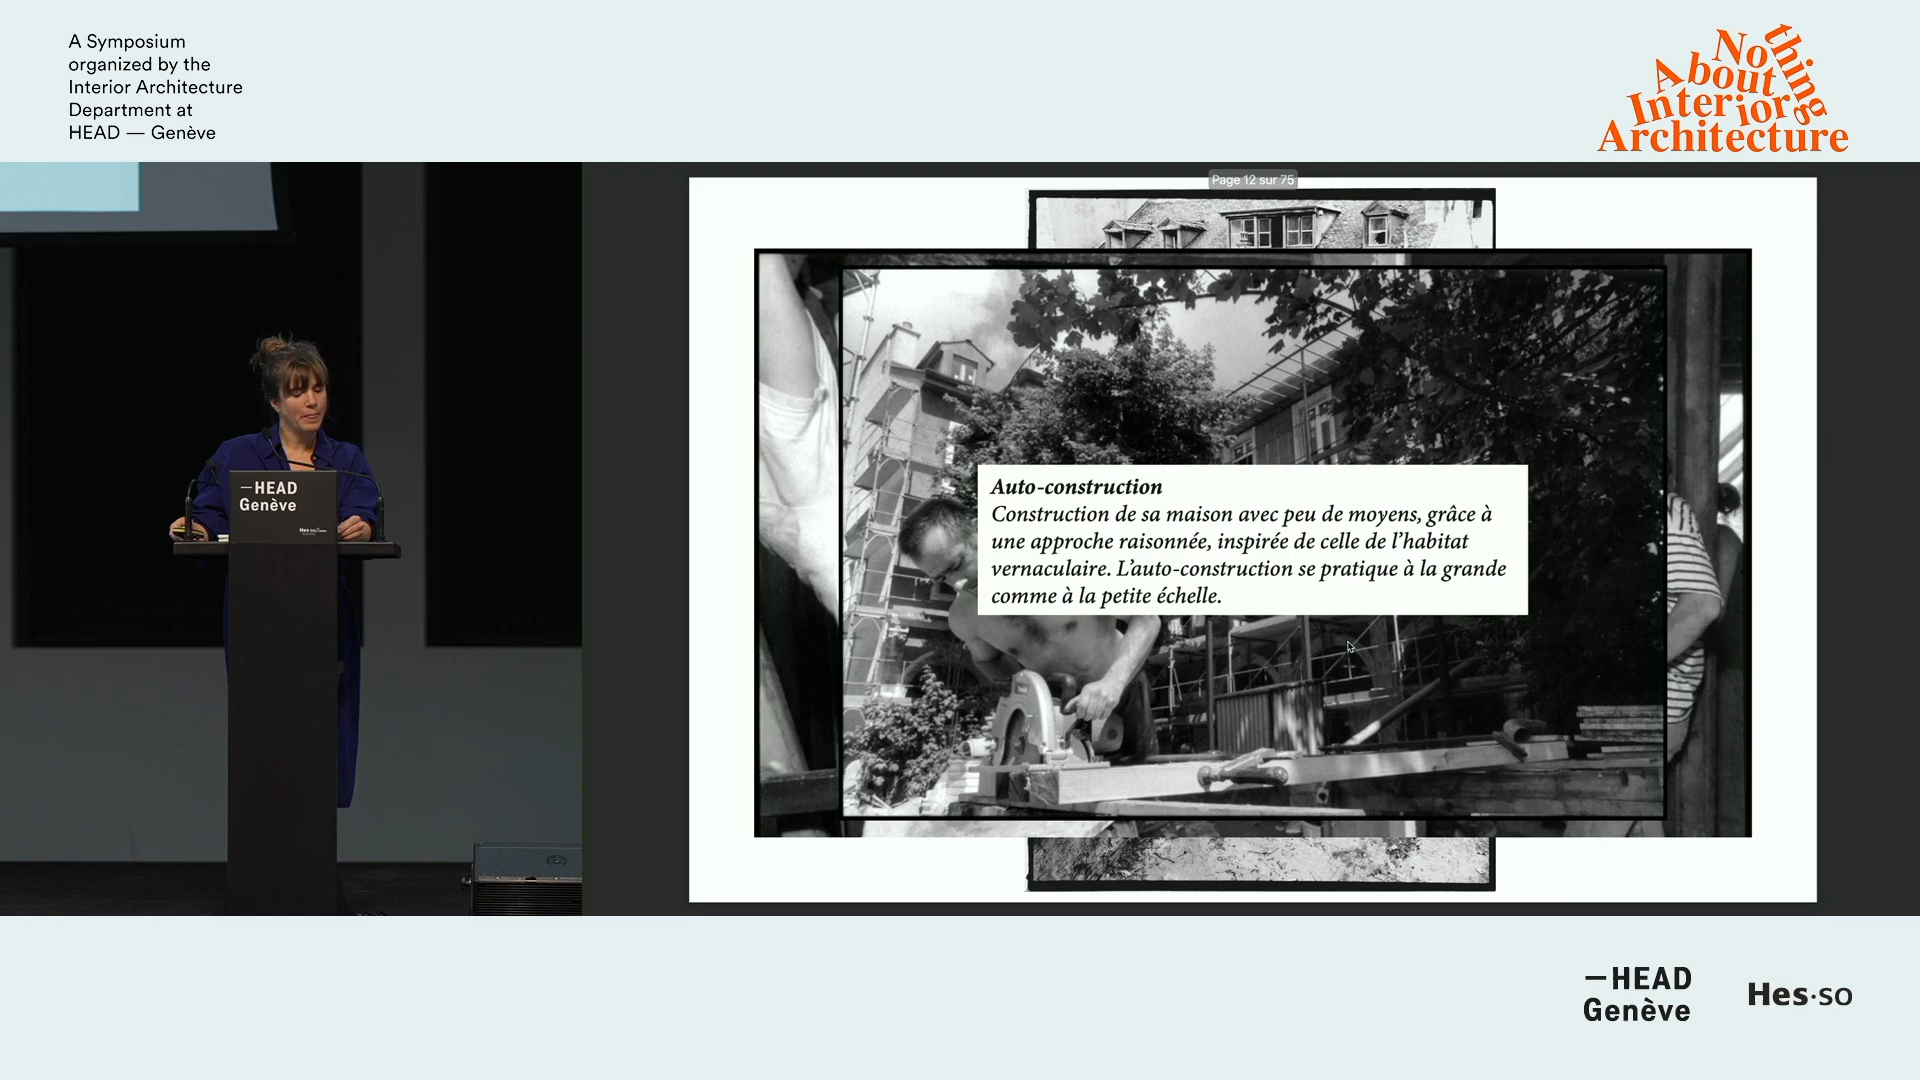 A Symposium
organized by the
Interior Architecture
Department at
HEAD — Genève
Nothing
About
Interior
Architecture
Page 12 sur 75
—HEAD
Genève
Auto-construction
Construction de sa maison avec peu de moyens, grâce à
une approche raisonnée, inspirée de celle de l'habitat
vernaculaire. L'auto-construction se pratique à la grande
comme à la petite échelle.
—HEAD
Genève
Hes·so